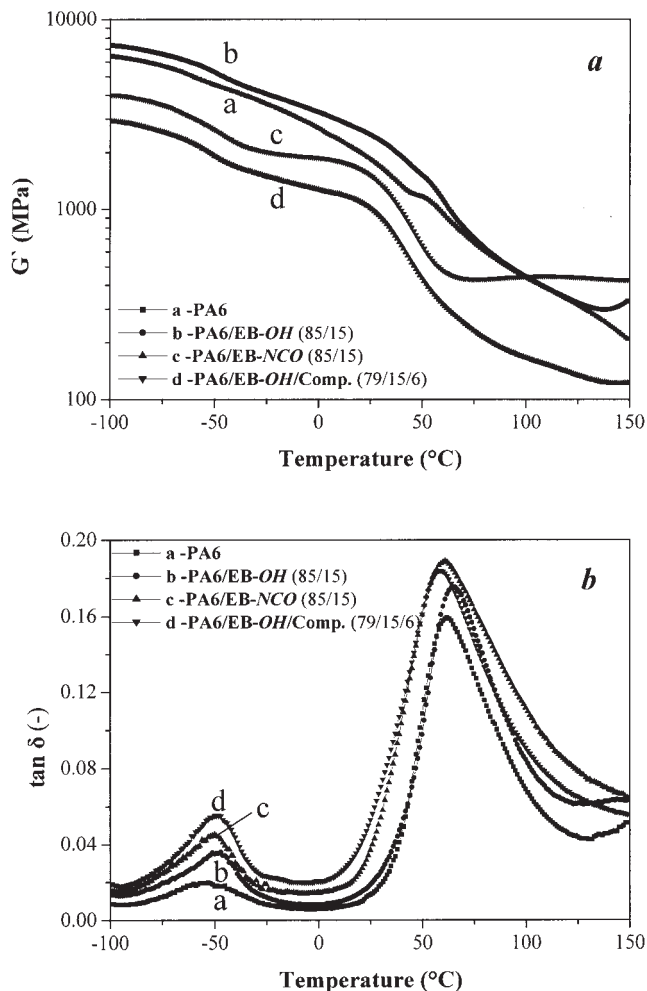 10000
1000
100
G` (MPa)
a
b
a
c
d
a -PA6
b -PA6/EB-OH (85/15)
c -PA6/EB-NCO (85/15)
d -PA6/EB-OH/Comp. (79/15/6)
-100 -50 0 50 100 150
Temperature (°C)
0.20
0.16
0.12
0.08
0.04
0.00
tan δ (-)
a -PA6
b -PA6/EB-OH (85/15)
c -PA6/EB-NCO (85/15)
d -PA6/EB-OH/Comp. (79/15/6)
b
d
c
b
a
-100 -50 0 50 100 150
Temperature (°C)